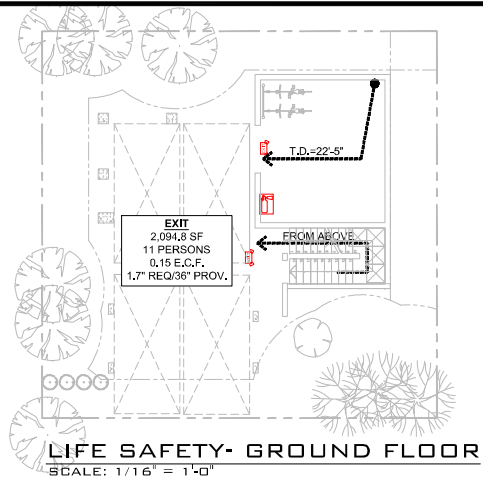 T.D.=22'-5"
EXIT
2,094.8 SF
11 PERSONS
0.15 E.C.F.
1.7" REQ/36" PROV.
FROM ABOVE
LIFE SAFETY- GROUND FLOOR
SCALE: 1/16" = 1'-0"